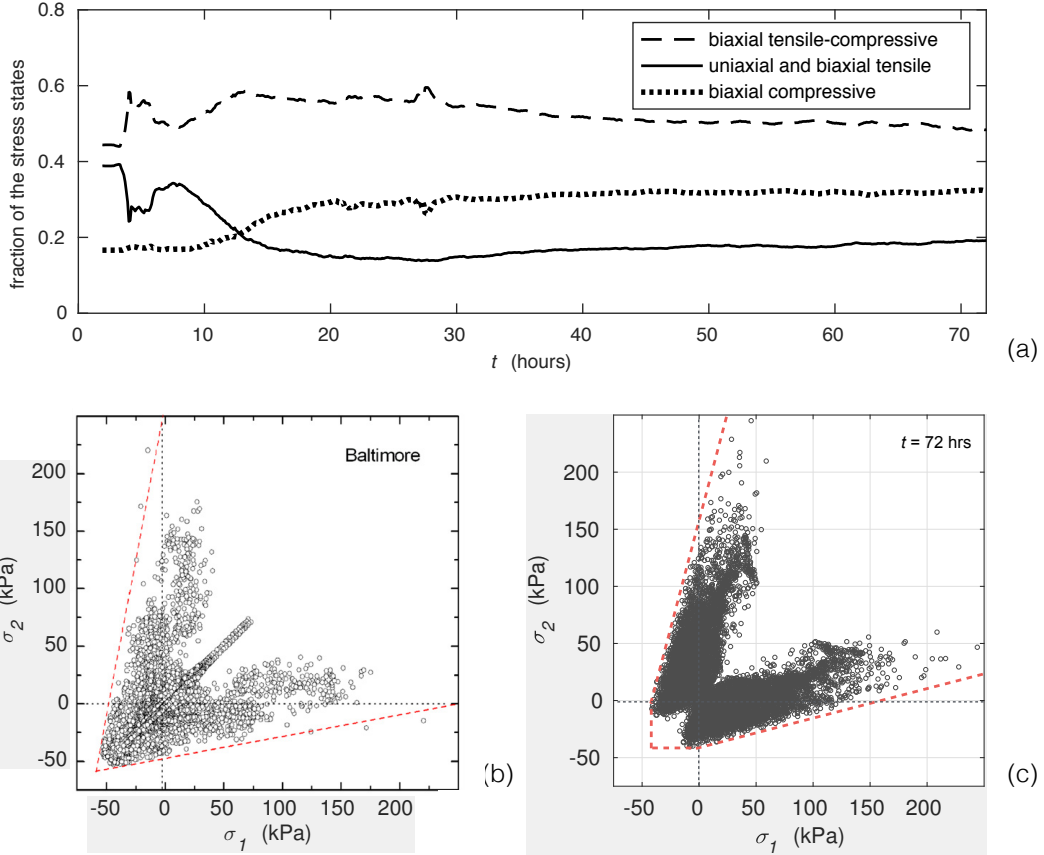 0.8
0.6
0.4
0.2
0
fraction of the stress states
biaxial tensile-compressive
uniaxial and biaxial tensile
biaxial compressive
0 10 20 30 40 50 60 70
t (hours)
(a)
Baltimore
200
150
100
50
0
-50
σ2 (kPa)
-50 0 50 100 150 200
σ1 (kPa)
(b)
t = 72 hrs
200
150
100
50
0
-50
σ2 (kPa)
-50 0 50 100 150 200
σ1 (kPa)
(c)